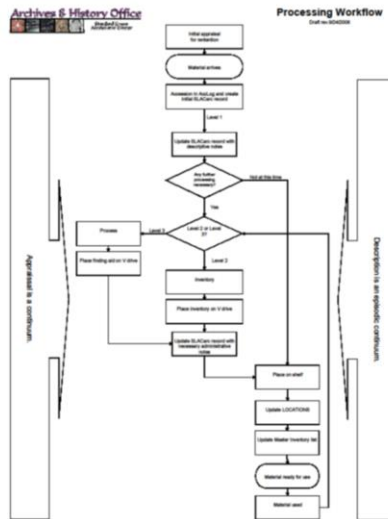 Archives & History Office
Processing Workflow
Initial appraisal
for retention
Material arrives
Accession to AccLog and create
initial SLACarc record
Level 1
Update SLACarc record with
descriptive notes
Any further
processing
necessary?
Not at this time
Yes
Level 2 or Level
3?
Level 3
Process
Place finding aid on V drive
Level 2
Inventory
Place inventory on V drive
Update SLACarc record with
necessary administrative
notes
Place on shelf
Update LOCATIONS
Update Master Inventory list
Material ready for use
Material used
Appraisal is a continuum.
Description is an episodic continuum.